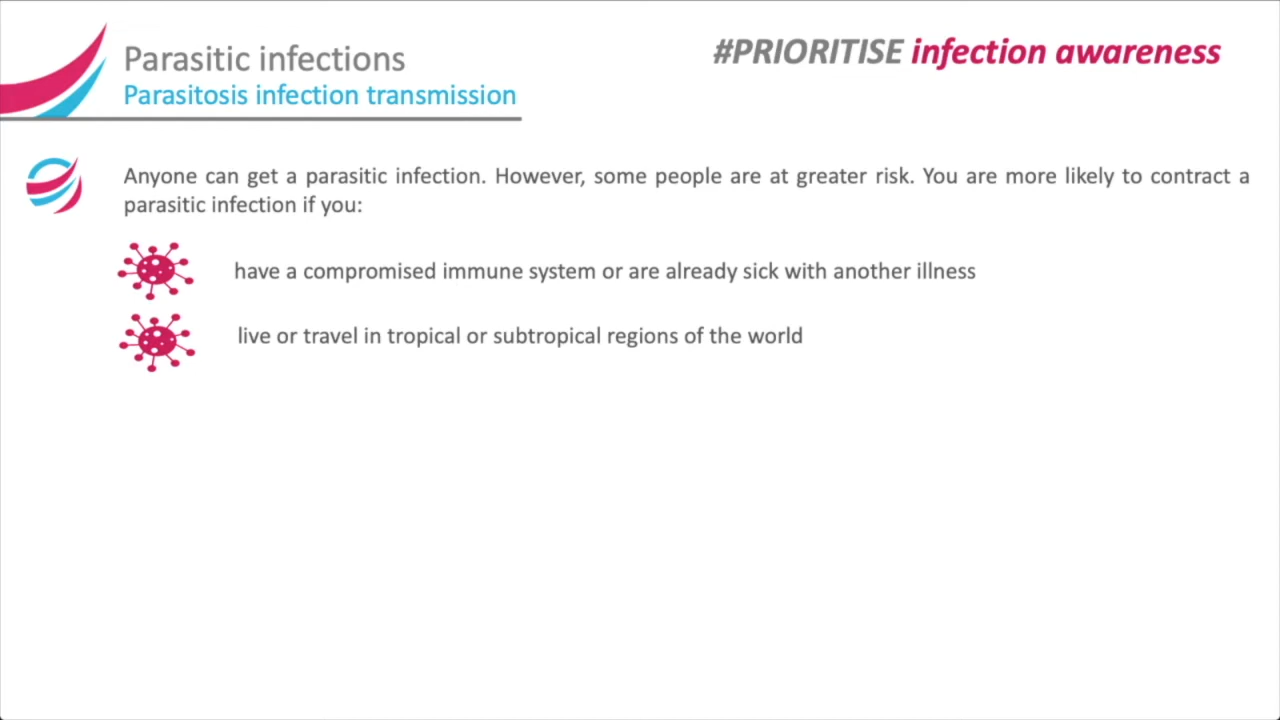 Parasitic infections
#PRIORITISE infection awareness
Parasitosis infection transmission
Anyone can get a parasitic infection. However, some people are at greater risk. You are more likely to contract a
parasitic infection if you:
have a compromised immune system or are already sick with another illness
live or travel in tropical or subtropical regions of the world